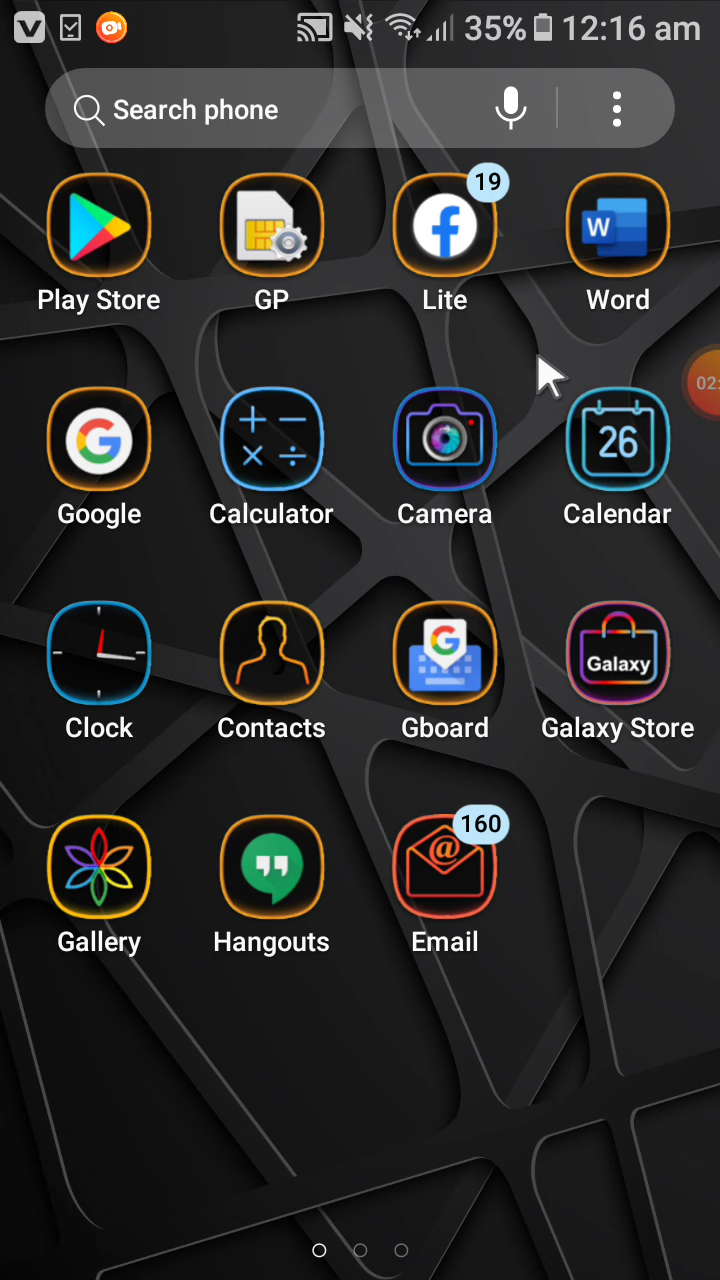 V
35% 12:16 am
Search phone
19
W
Play Store GP Lite Word
02:
26
Google Calculator Camera Calendar
Galaxy
Clock Contacts Gboard Galaxy Store
160
@
Gallery Hangouts Email